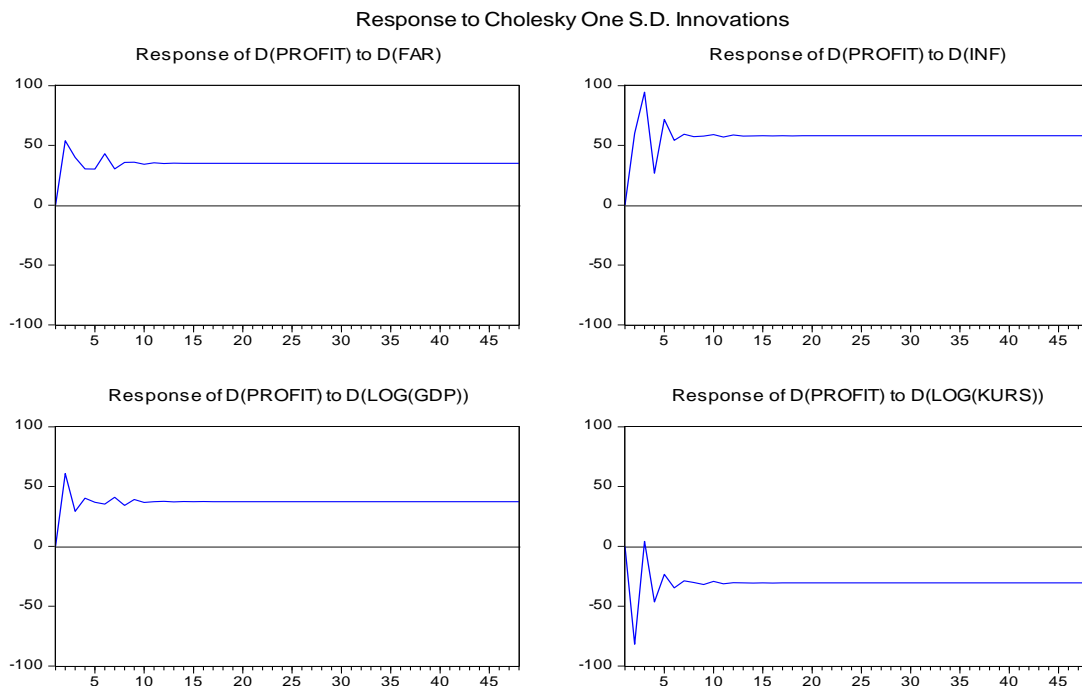 Response to Cholesky One S.D. Innovations
Response of D(PROFIT) to D(FAR)
100
50
0
-50
-100
5 10 15 20 25 30 35 40 45
Response of D(PROFIT) to D(INF)
100
50
0
-50
-100
5 10 15 20 25 30 35 40 45
Response of D(PROFIT) to D(LOG(GDP))
100
50
0
-50
-100
5 10 15 20 25 30 35 40 45
Response of D(PROFIT) to D(LOG(KURS))
100
50
0
-50
-100
5 10 15 20 25 30 35 40 45